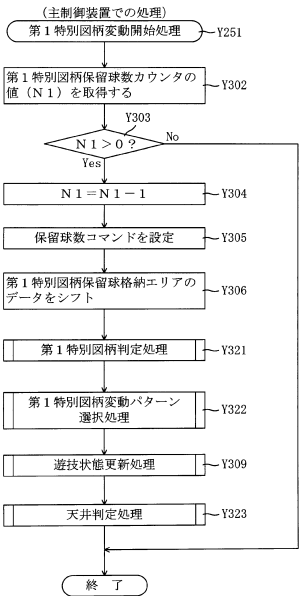 (主制御装置での処理)
第1特別図柄変動開始処理
Y251
第1特別図柄保留球数カウンタの
値(N1)を取得する
Y302
Y303
N1>0?
No
Yes
N1=N1-1
Y304
保留球数コマンドを設定
Y305
第1特別図柄保留球格納エリアの
データをシフト
Y306
第1特別図柄判定処理
Y321
第1特別図柄変動パターン
選択処理
Y322
遊技状態更新処理
Y309
天井判定処理
Y323
終 了